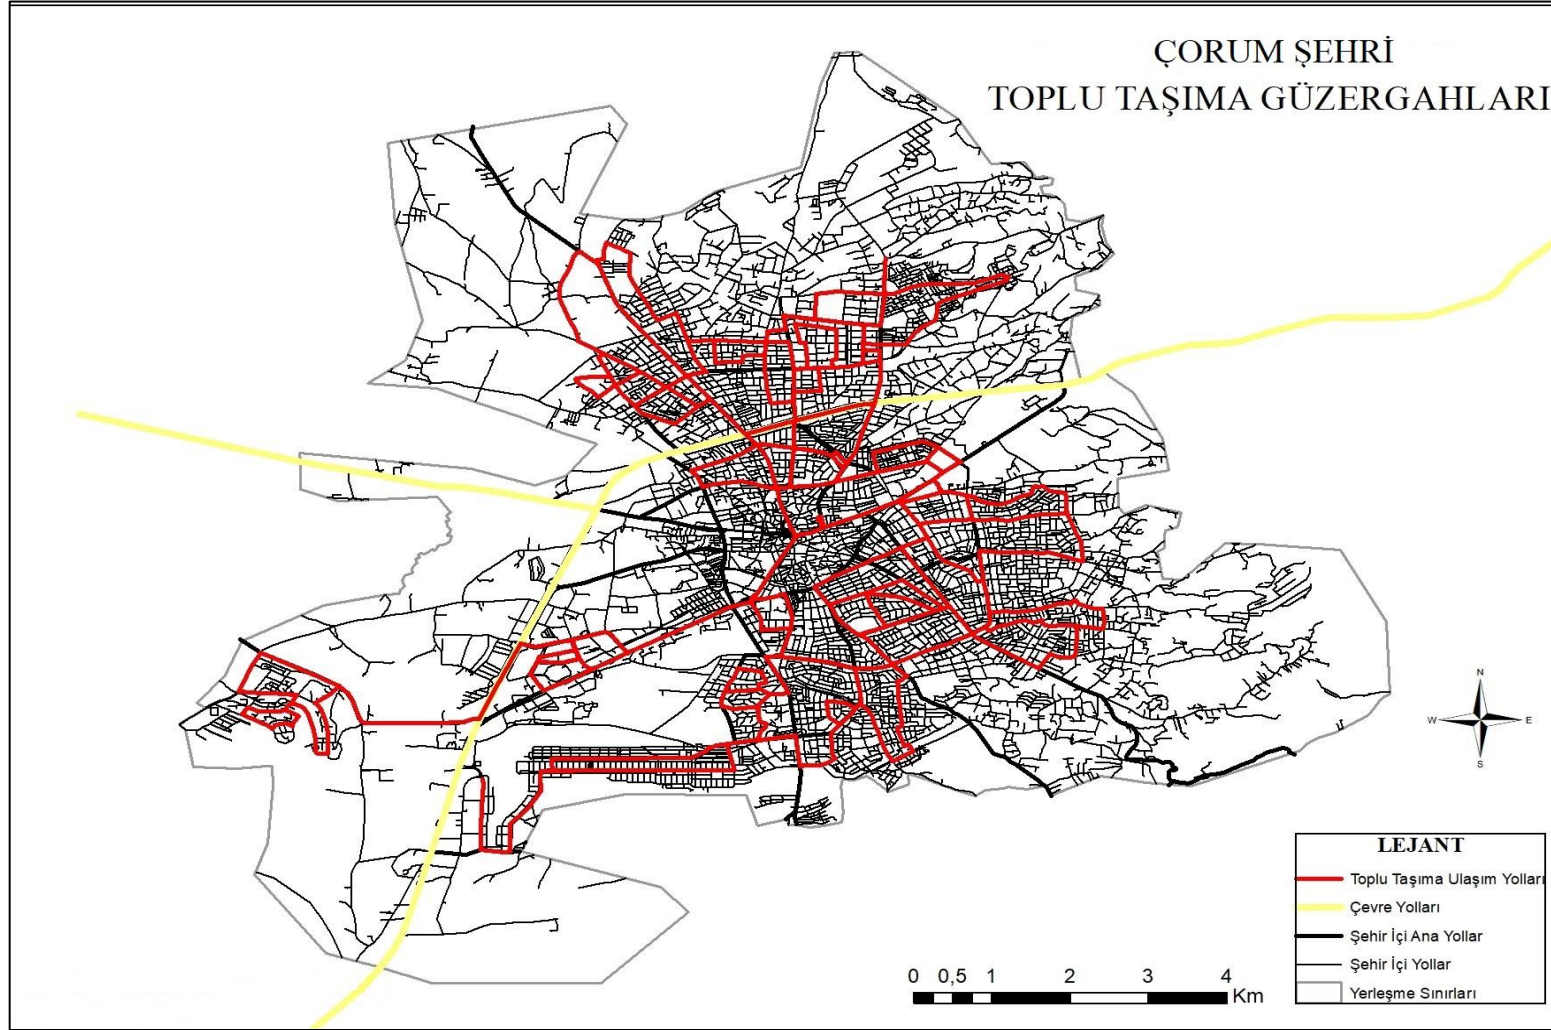 ÇORUM ŞEHRİ
TOPLU TAŞIMA GÜZERGAHLARI
N
W
E
S
LEJANT
Toplu Taşıma Ulaşım Yolları
Çevre Yolları
Şehir İçi Ana Yollar
Şehir İçi Yollar
Yerleşme Sınırları
0 0,5 1 2 3 4
Km